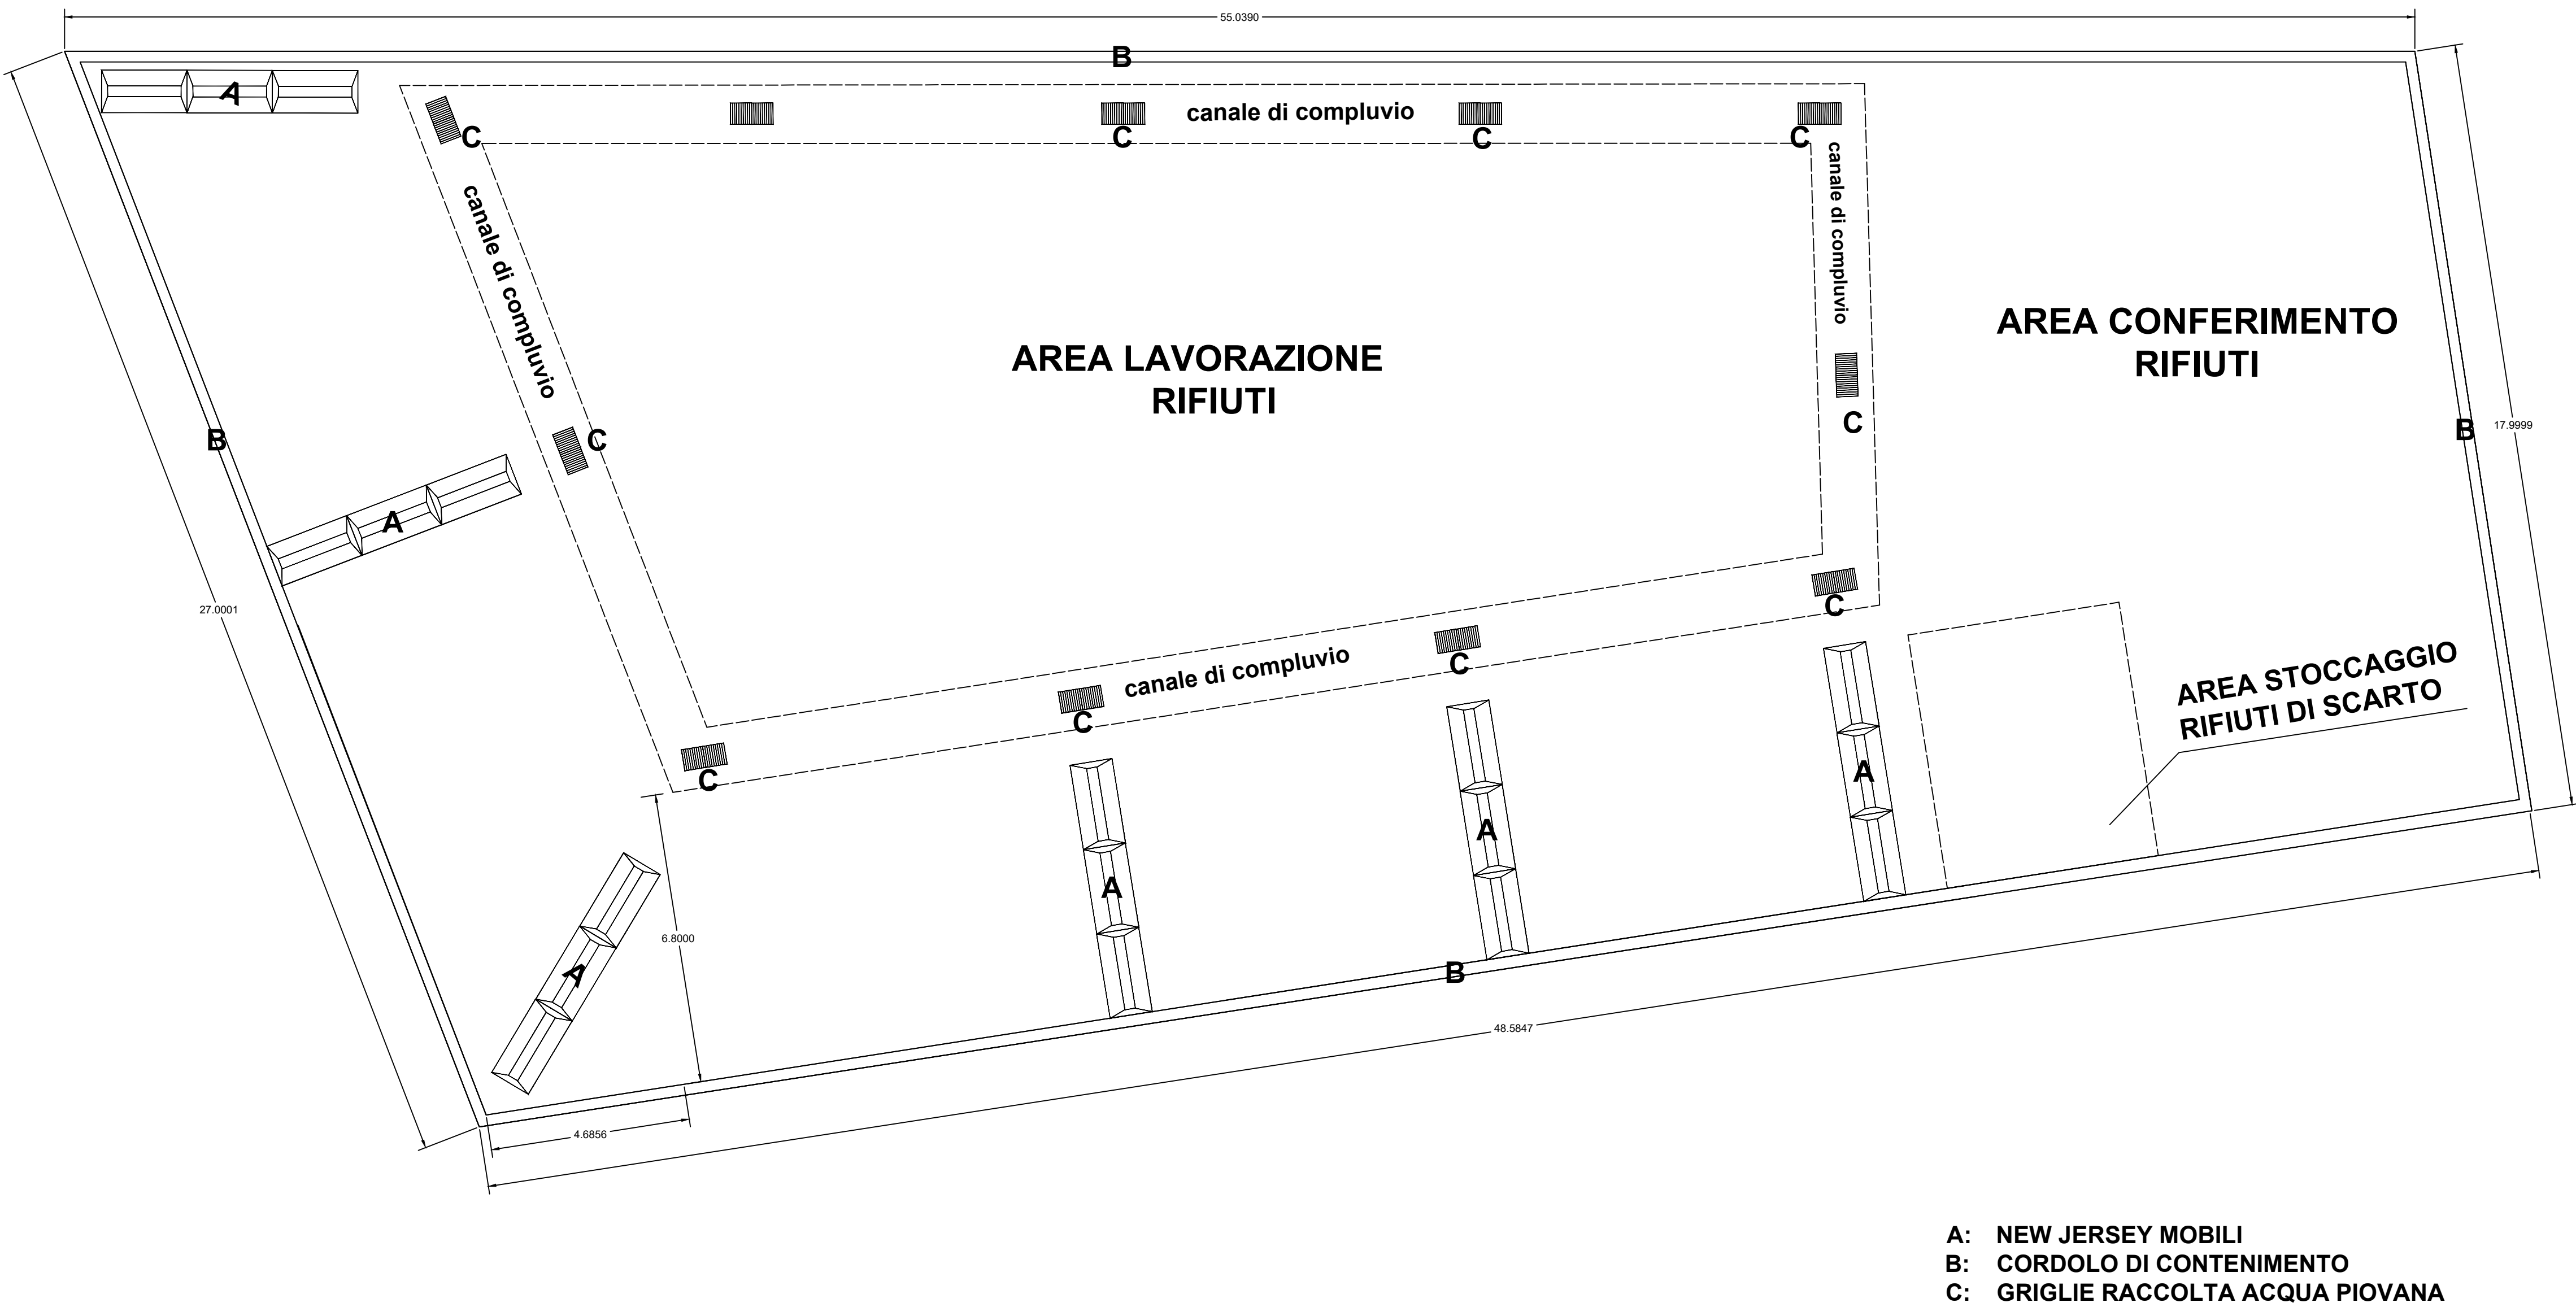 55.0390
B
A
canale di compluvio
C
C
C
C
canale di compluvio
canale di compluvio
AREA LAVORAZIONE
RIFIUTI
AREA CONFERIMENTO
RIFIUTI
B
C
C
B
17.9999
A
27.0001
C
C
canale di compluvio
C
C
AREA STOCCAGGIO
RIFIUTI DI SCARTO
A
A
A
6.8000
A
B
48.5847
4.6856
A: NEW JERSEY MOBILI
B: CORDOLO DI CONTENIMENTO
C: GRIGLIE RACCOLTA ACQUA PIOVANA